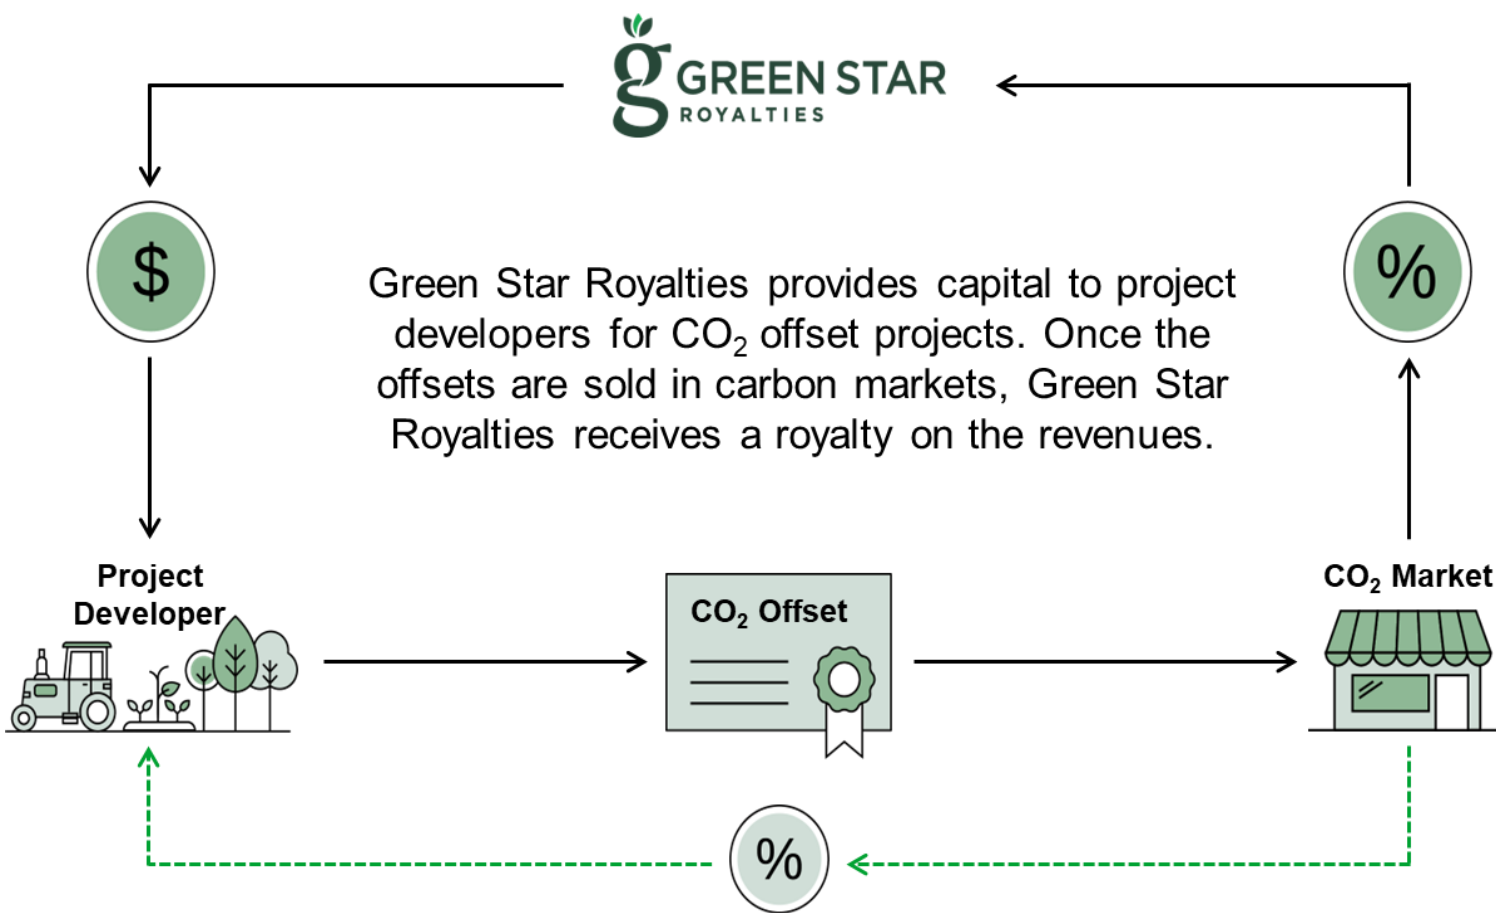 GREEN STAR
ROYALTIES
$
%
Green Star Royalties provides capital to project
developers for CO₂ offset projects. Once the
offsets are sold in carbon markets, Green Star
Royalties receives a royalty on the revenues.
Project
Developer
CO₂ Offset
CO₂ Market
%